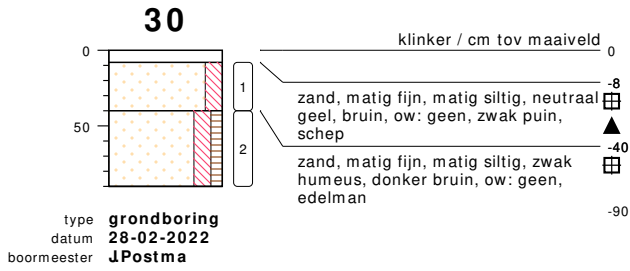 30
klinker / cm tov maaiveld
0
0
-8
zand, matig fijn, matig siltig, neutraal
geel, bruin, ow: geen, zwak puin,
schep
1
50
-40
2
zand, matig fijn, matig siltig, zwak
humeus, donker bruin, ow: geen,
edelman
-90
type grondboring
datum 28-02-2022
boormeester J.Postma